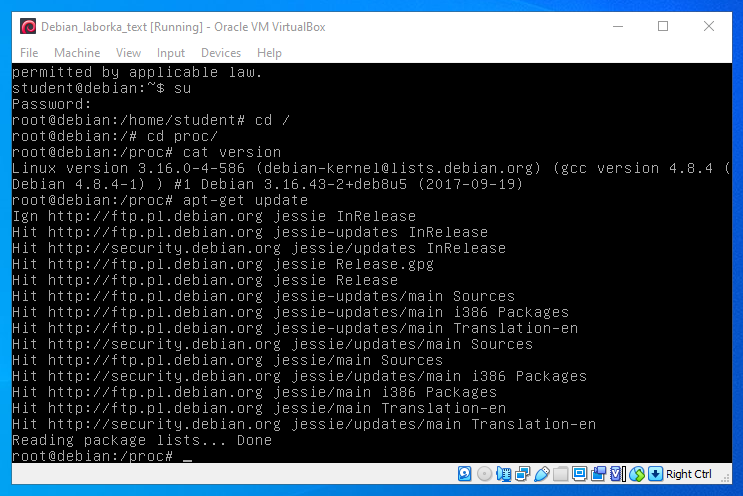 Debian_laborka_text [Running] - Oracle VM VirtualBox
File Machine View Input Devices Help
permitted by applicable law.
student@debian:~$ su
Password:
root@debian:/home/student# cd /
root@debian:/# cd proc/
root@debian:/proc# cat version
Linux version 3.16.0-4-586 (debian-kernel@lists.debian.org) (gcc version 4.8.4 (
Debian 4.8.4-1) ) #1 Debian 3.16.43-2+deb8u5 (2017-09-19)
root@debian:/proc# apt-get update
Ign http://ftp.pl.debian.org jessie InRelease
Hit http://ftp.pl.debian.org jessie-updates InRelease
Hit http://security.debian.org jessie/updates InRelease
Hit http://ftp.pl.debian.org jessie Release.gpg
Hit http://ftp.pl.debian.org jessie Release
Hit http://ftp.pl.debian.org jessie-updates/main Sources
Hit http://ftp.pl.debian.org jessie-updates/main i386 Packages
Hit http://ftp.pl.debian.org jessie-updates/main Translation-en
Hit http://security.debian.org jessie/updates/main Sources
Hit http://ftp.pl.debian.org jessie/main Sources
Hit http://security.debian.org jessie/updates/main i386 Packages
Hit http://ftp.pl.debian.org jessie/main i386 Packages
Hit http://ftp.pl.debian.org jessie/main Translation-en
Hit http://security.debian.org jessie/updates/main Translation-en
Reading package lists... Done
root@debian:/proc# _
Right Ctrl